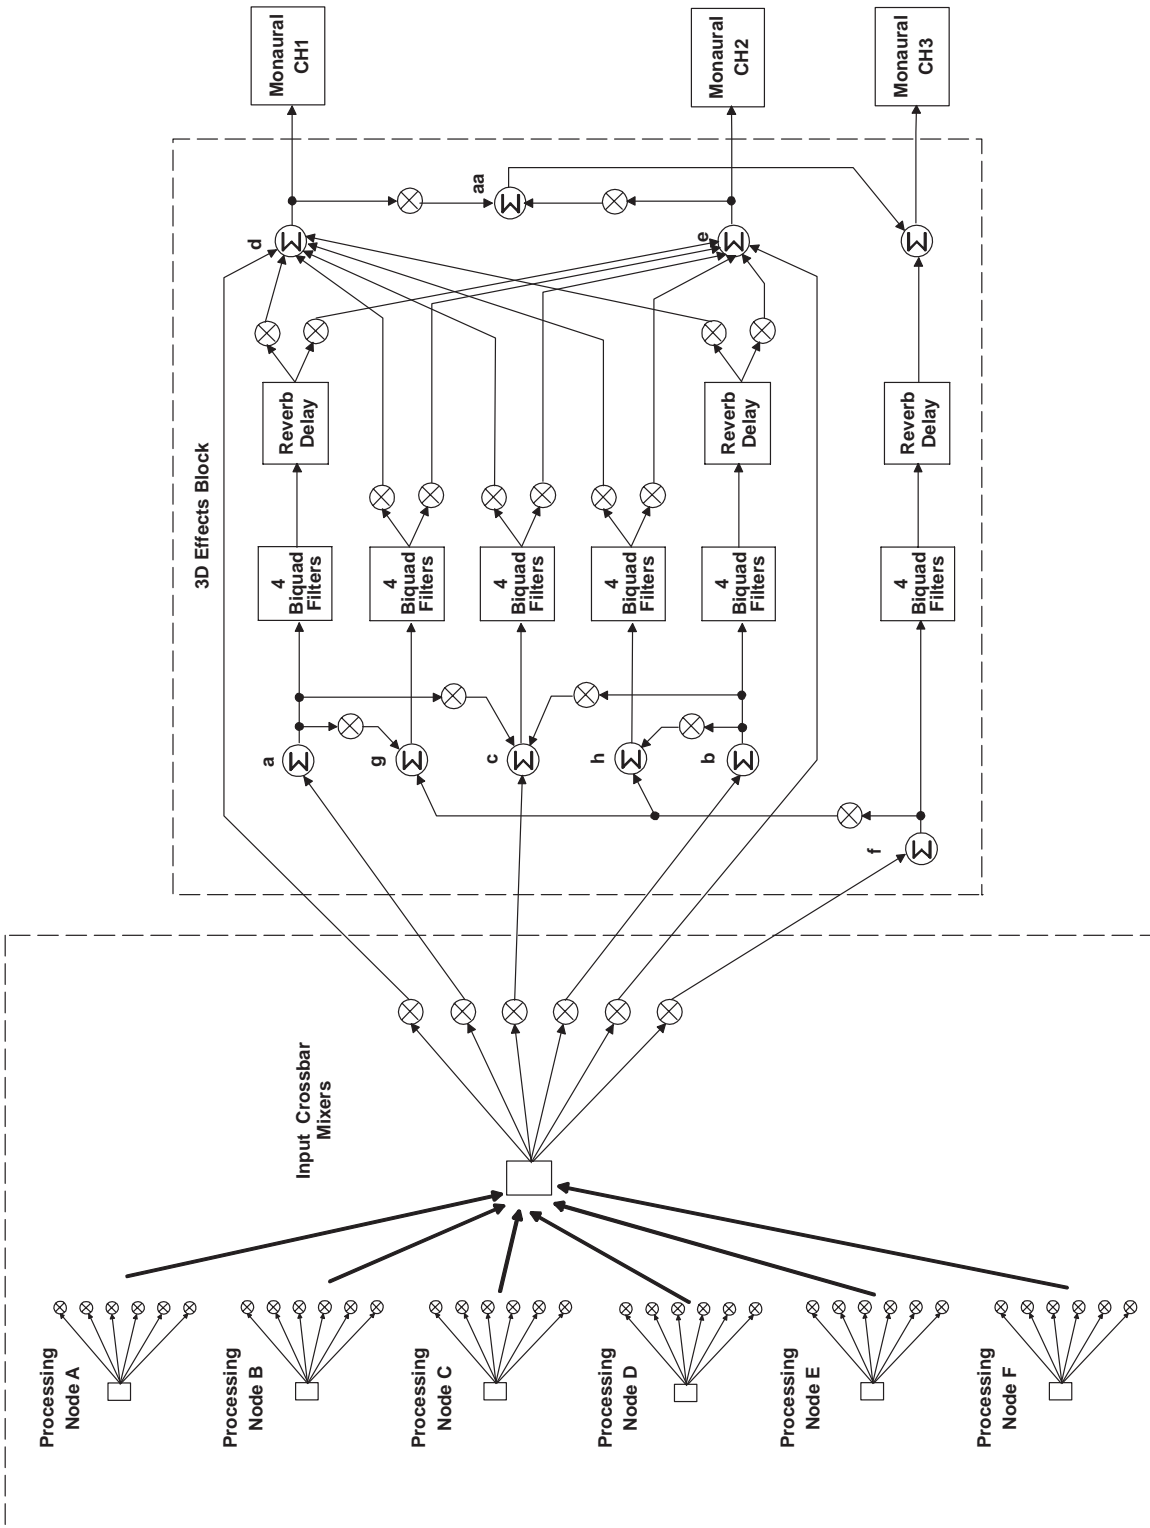 Monaural
CH1
Monaural
CH2
Monaural
CH3
aa
Σ
d
Σ
e
Σ
Σ
3D Effects Block
Reverb
Delay
Reverb
Delay
Reverb
Delay
4
Biquad
Filters
4
Biquad
Filters
4
Biquad
Filters
4
Biquad
Filters
4
Biquad
Filters
4
Biquad
Filters
a
Σ
g
Σ
c
Σ
h
Σ
b
Σ
f
Σ
Input Crossbar
Mixers
Processing
Node A
Processing
Node B
Processing
Node C
Processing
Node D
Processing
Node E
Processing
Node F